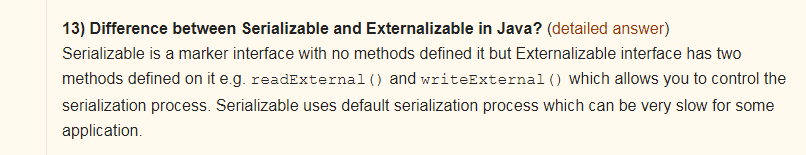 13) Difference between Serializable and Externalizable in Java? (detailed answer)
Serializable is a marker interface with no methods defined it but Externalizable interface has two
methods defined on it e.g. readExternal() and writeExternal() which allows you to control the
serialization process. Serializable uses default serialization process which can be very slow for some
application.